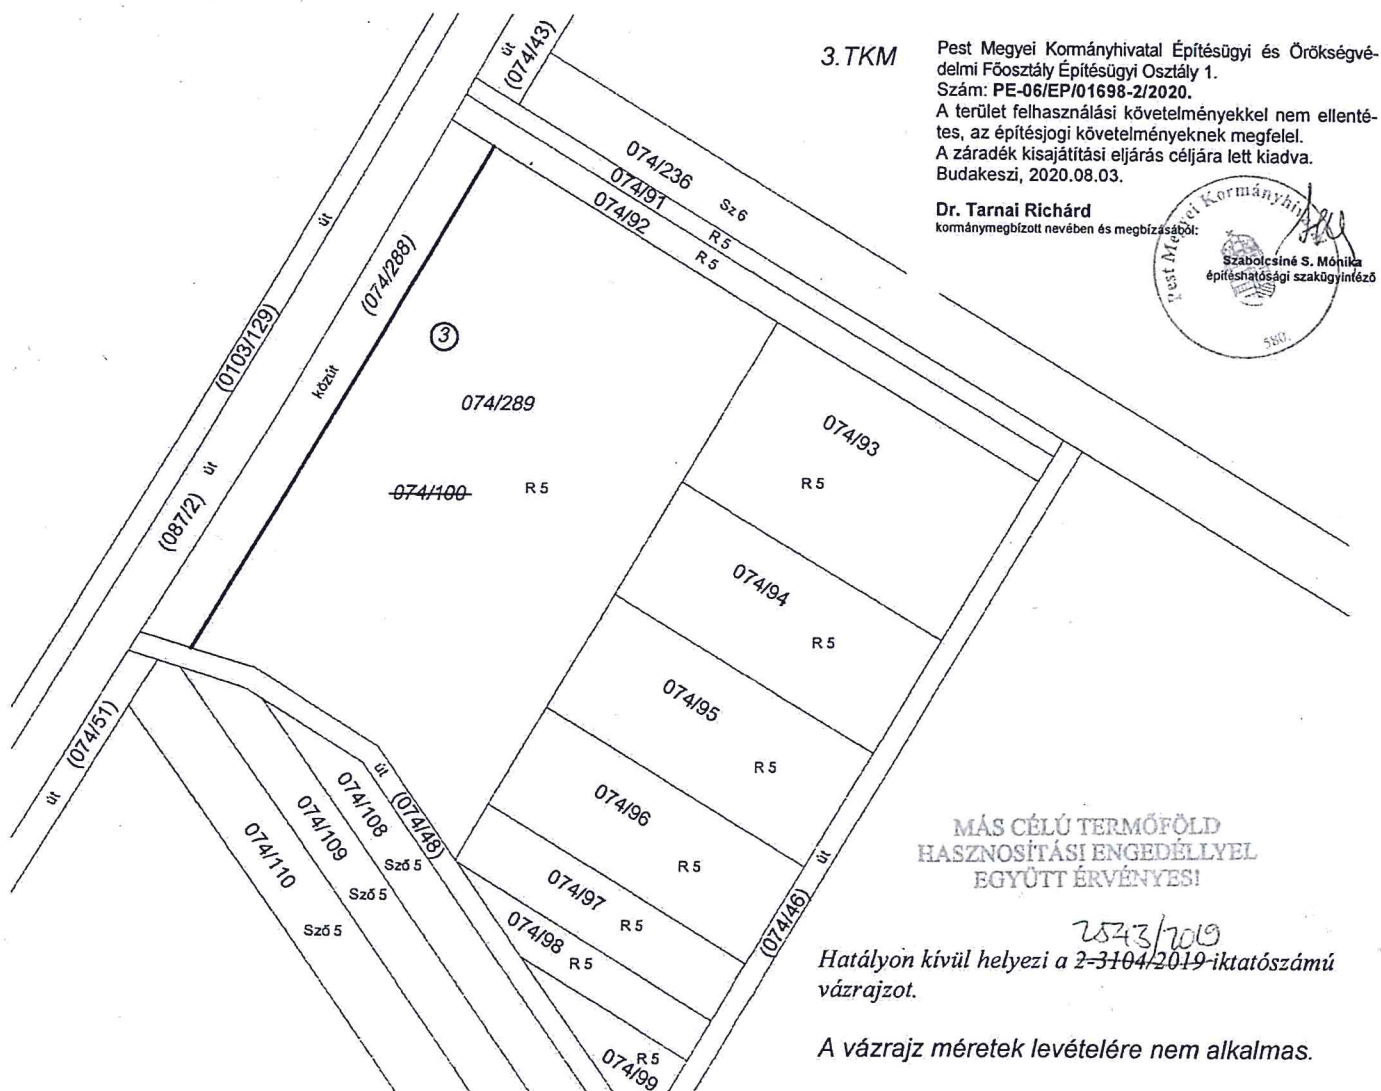 3.TKM
Pest Megyei Kormányhivatal Építésügyi és Örökségvé-
delmi Főosztály Építésügyi Osztály 1.
Szám: PE-06/EP/01698-2/2020.
A terület felhasználási követelményekkel nem ellenté-
tes, az építésjogi követelményeknek megfelel.
A záradék kisajátítási eljárás céljára lett kiadva.
Budakeszi, 2020.08.03.
Dr. Tarnai Richárd
kormánymegbízott nevében és megbízásából:
Pest Megyei Kormányhiv
Szabolcsiné S. Mónika
építéshatósági szakügyintéző
580.
út
(074/43)
074/236
Sz6
074/91
R 5
074/92
R 5
út
(0103/129)
(074/288)
közút
3
074/289
074/100
R 5
út
(087/2)
074/93
R 5
074/94
R 5
074/95
R 5
074/96
R 5
074/97
R 5
074/98
R 5
R 5
074/99
út
(074/46)
(074/51)
út
út
(074/48)
074/108
Sző 5
074/109
Sző 5
074/110
Sző 5
MÁS CÉLÚ TERMŐFÖLD
HASZNOSÍTÁSI ENGEDÉLLYEL
EGYÜTT ÉRVÉNYES!
2543/2019
Hatályon kívül helyezi a 2-3104/2019 iktatószámú
vázrajzot.
A vázrajz méretek levételére nem alkalmas.